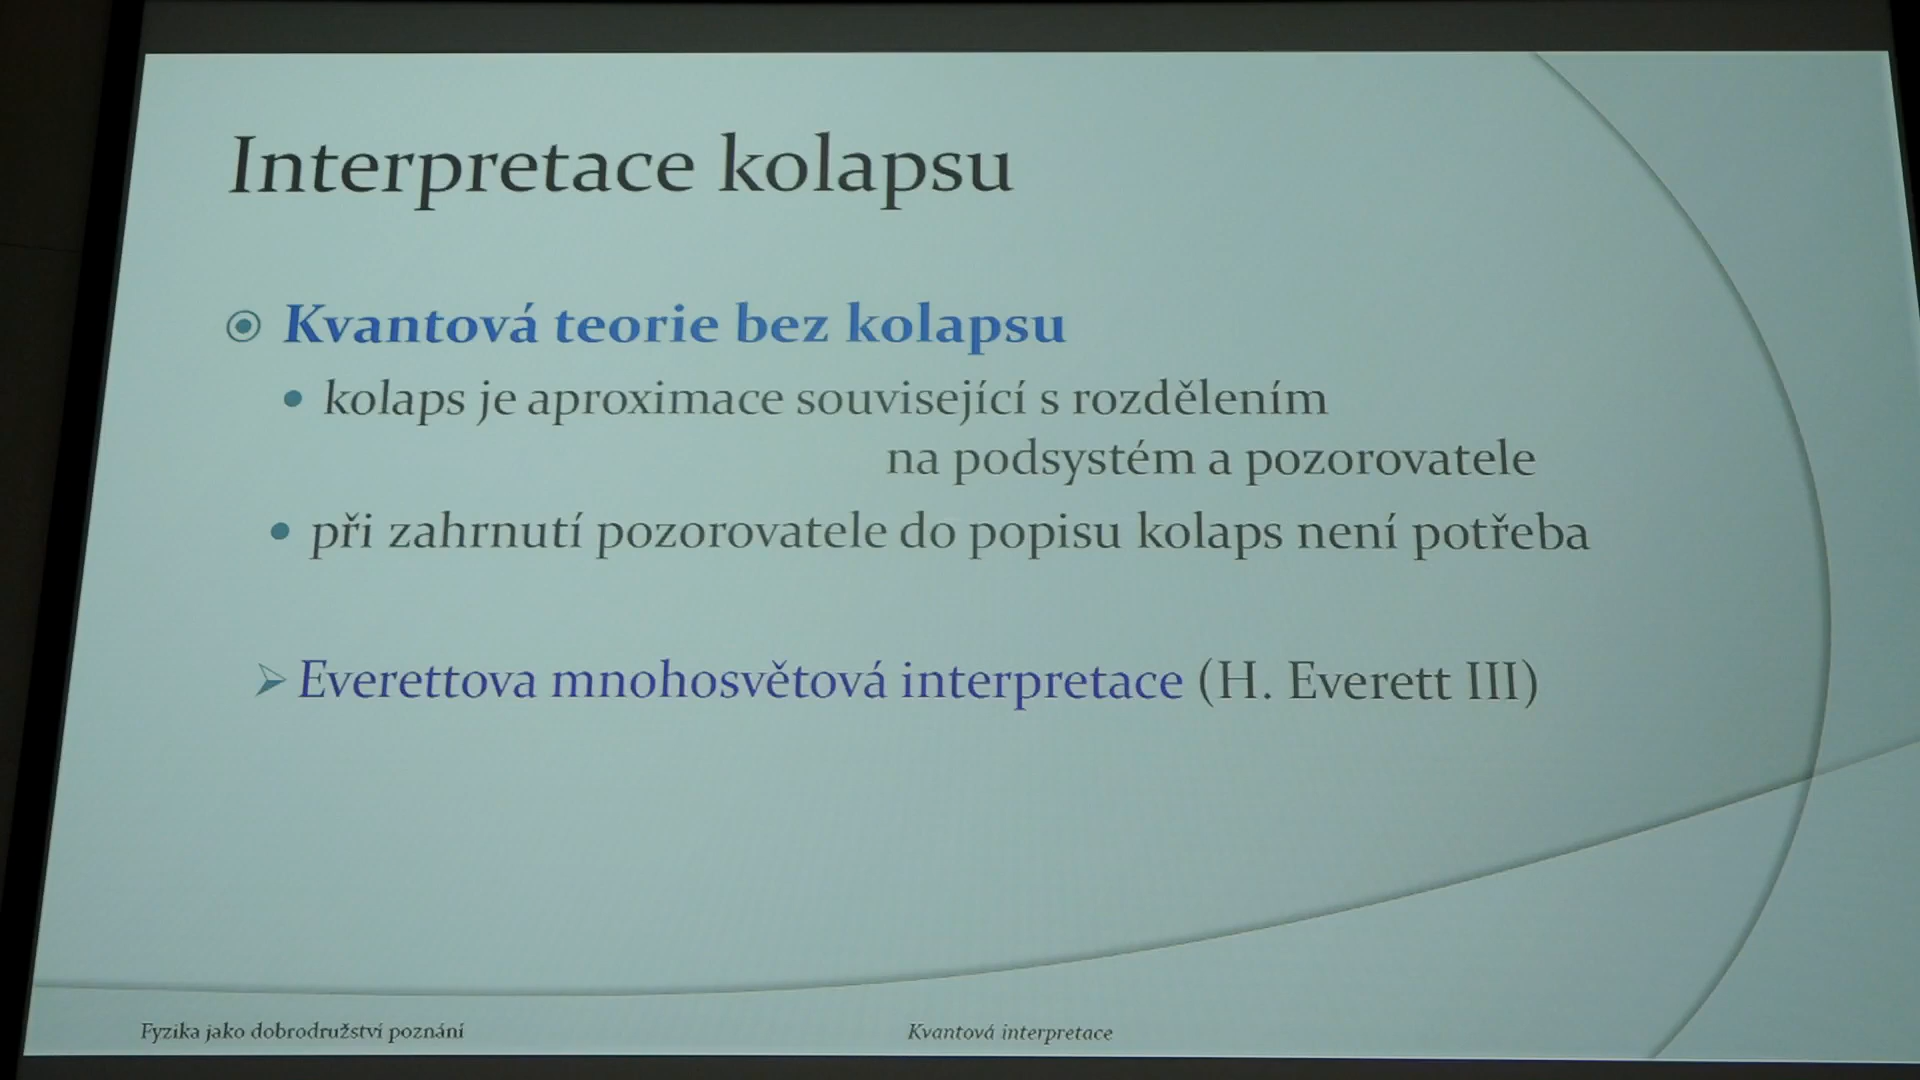 Interpretace kolapsu
Kvantová teorie bez kolapsu
kolaps je aproximace související s rozdělením
na podsystém a pozorovatele
při zahrnutí pozorovatele do popisu kolaps není potřeba
Everettova mnohosvětová interpretace (H. Everett III)
Fyzika jako dobrodružství poznání
Kvantová interpretace